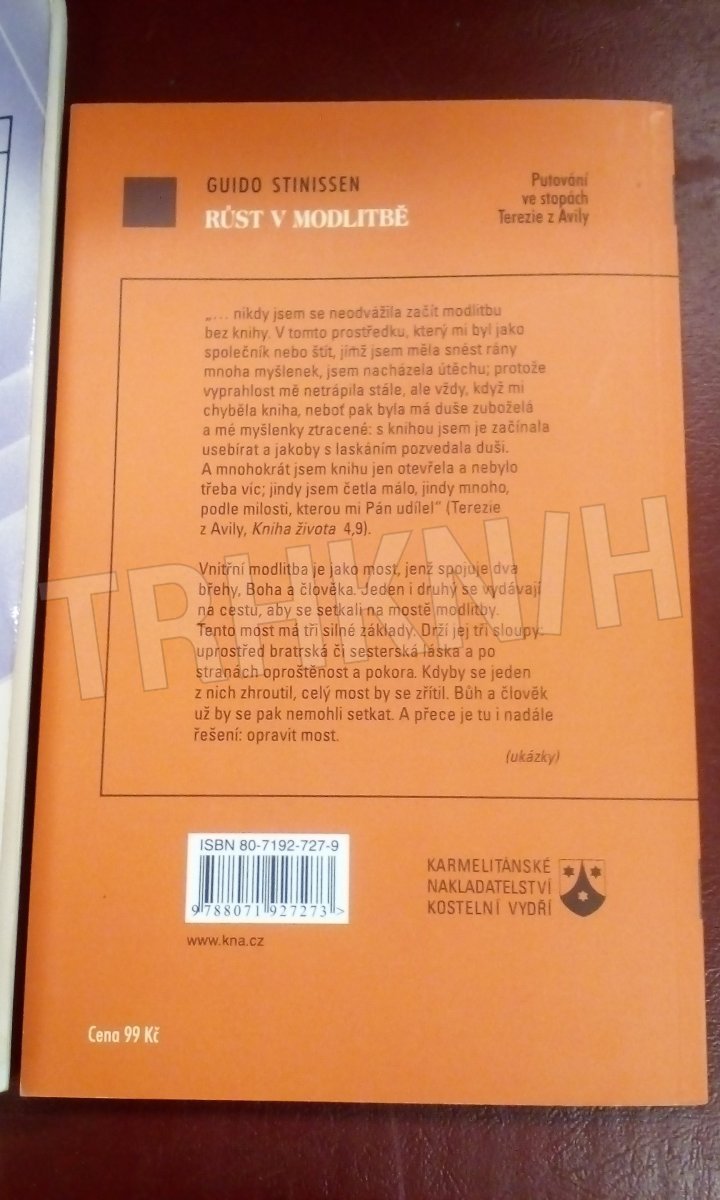 GUIDO STINISSEN
RŮST V MODLITBĚ
Putování
ve stopách
Terezie z Avily
„… nikdy jsem se neodvážila začít modlitbu
bez knihy. V tomto prostředku, který mi byl jako
společník nebo štít, jímž jsem měla snést rány
mnoha myšlenek, jsem nacházela útěchu; protože
vyprahlost mě netrápila stále, ale vždy, když mi
chyběla kniha, neboť pak byla má duše zuboželá
a mé myšlenky ztracené: s knihou jsem je začínala
usebírat a jakoby s laskáním pozvedala duši.
A mnohokrát jsem knihu jen otevřela a nebylo
třeba víc; jindy jsem četla málo, jindy mnoho,
podle milosti, kterou mi Pán udílel“ (Terezie
z Avily, Kniha života 4,9).
Vnitřní modlitba je jako most, jenž spojuje dva
břehy, Boha a člověka. Jeden i druhý se vydávají
na cestu, aby se setkali na mostě modlitby.
Tento most má tři silné základy. Drží jej tři sloupy:
uprostřed bratrská či sesterská láska a po
stranách oproštěnost a pokora. Kdyby se jeden
z nich zhroutil, celý most by se zřítil. Bůh a člověk
už by se pak nemohli setkat. A přece je tu i nadále
řešení: opravit most.
(ukázky)
TRHKNIH
ISBN 80-7192-727-9
9 788071 927273 >
www.kna.cz
KARMELITÁNSKÉ
NAKLADATELSTVÍ
KOSTELNÍ VYDŘÍ
Cena 99 Kč